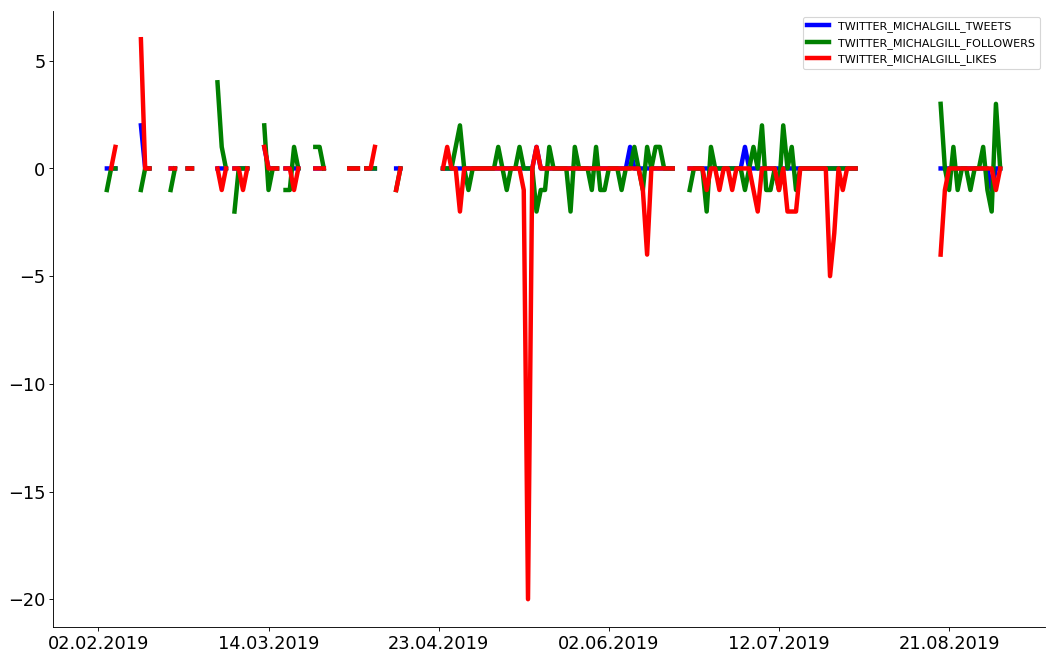 TWITTER_MICHALGILL_TWEETS
TWITTER_MICHALGILL_FOLLOWERS
TWITTER_MICHALGILL_LIKES
5
0
−5
−10
−15
−20
02.02.2019 14.03.2019 23.04.2019 02.06.2019 12.07.2019 21.08.2019